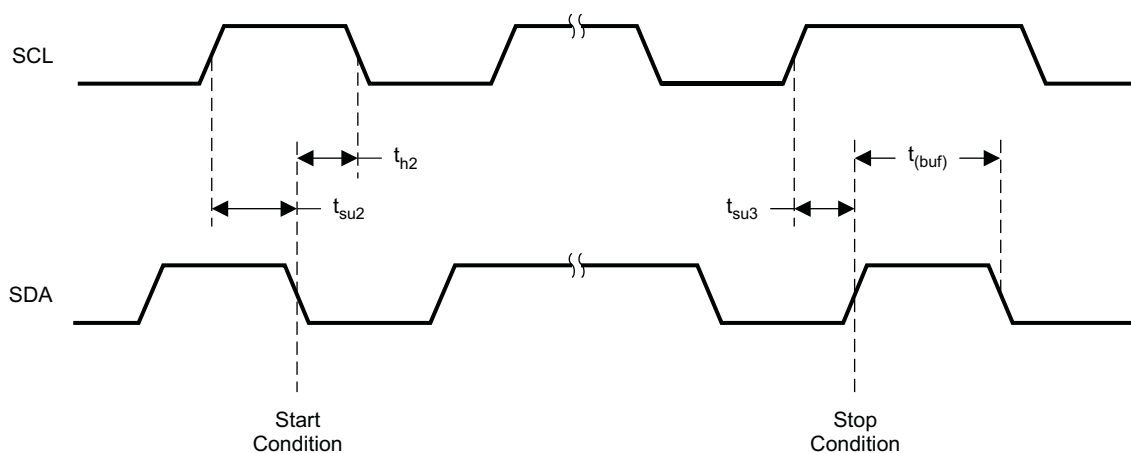 SCL
t_h2
t_(buf)
t_su2
t_su3
SDA
Start
Condition
Stop
Condition